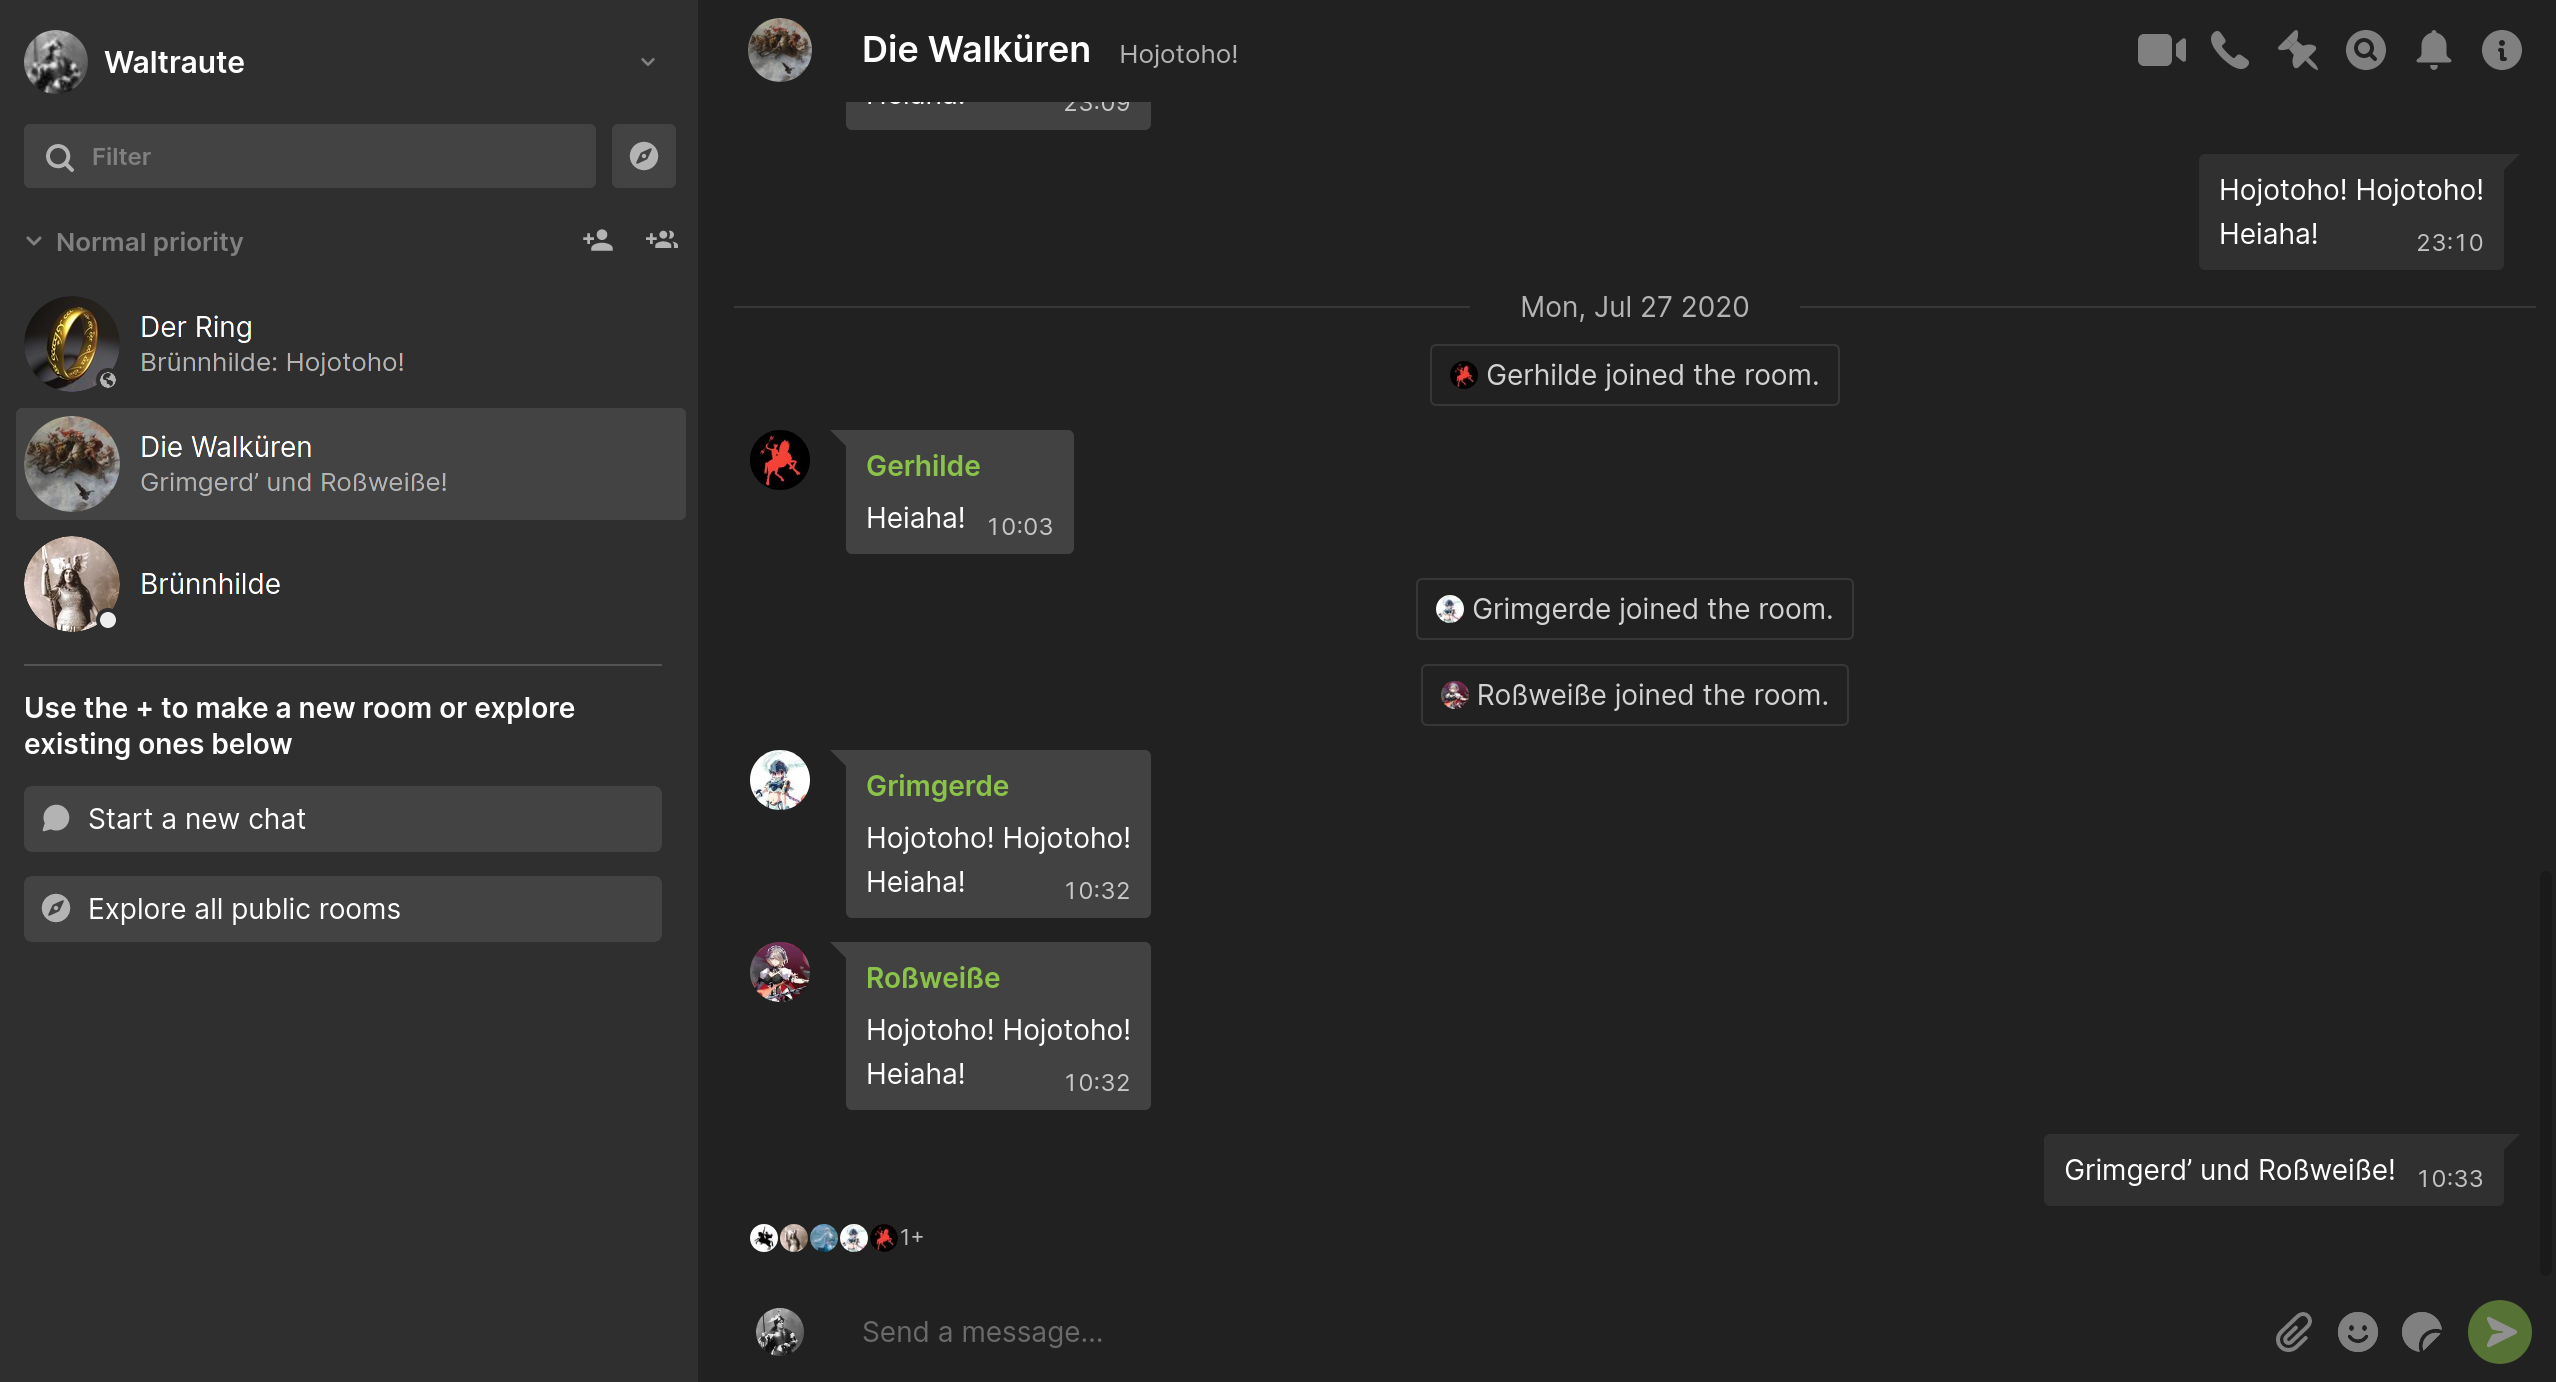 Waltraute
Filter
Normal priority
Der Ring
Brünnhilde: Hojotoho!
Die Walküren
Grimgerd’ und Roßweiße!
Brünnhilde
Use the + to make a new room or explore
existing ones below
Start a new chat
Explore all public rooms
Die Walküren Hojotoho!
Heiaha! 23:09
Hojotoho! Hojotoho!
Heiaha! 23:10
Mon, Jul 27 2020
Gerhilde joined the room.
Gerhilde
Heiaha! 10:03
Grimgerde joined the room.
Roßweiße joined the room.
Grimgerde
Hojotoho! Hojotoho!
Heiaha! 10:32
Roßweiße
Hojotoho! Hojotoho!
Heiaha! 10:32
Grimgerd’ und Roßweiße! 10:33
1+
Send a message...